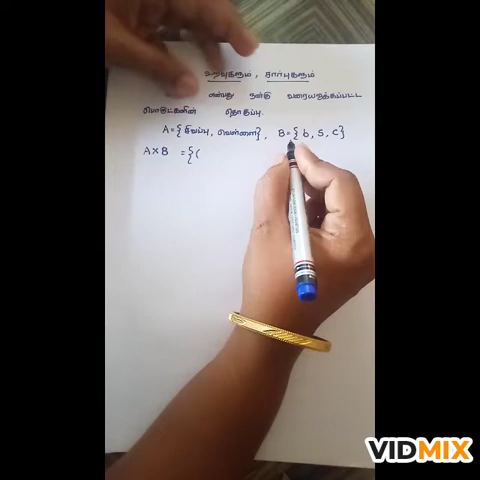 உறவுகளும், சார்புகளும்
என்பது நன்கு வரையறுக்கப்பட்ட
பொருட்களின் தொகுப்பு.
A={சிவப்பு, வெள்ளை}, B={b, s, c}
A×B ={(
VIDMIX